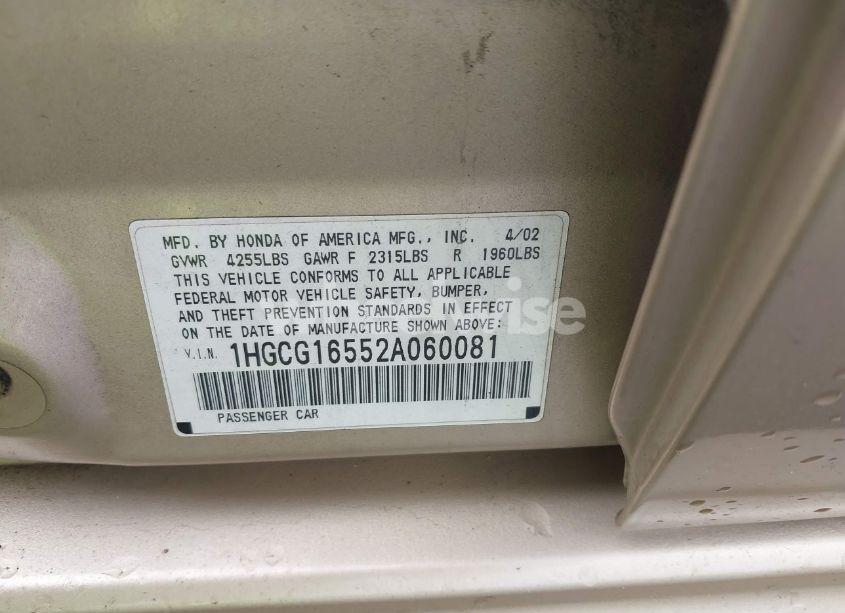 MFD. BY HONDA OF AMERICA MFG., INC. 4/02
GVWR 4255LBS GAWR F 2315LBS R 1960LBS
THIS VEHICLE CONFORMS TO ALL APPLICABLE
FEDERAL MOTOR VEHICLE SAFETY, BUMPER,
AND THEFT PREVENTION STANDARDS IN EFFECT
ON THE DATE OF MANUFACTURE SHOWN ABOVE:
V.I.N. 1HGCG16552A060081
PASSENGER CAR